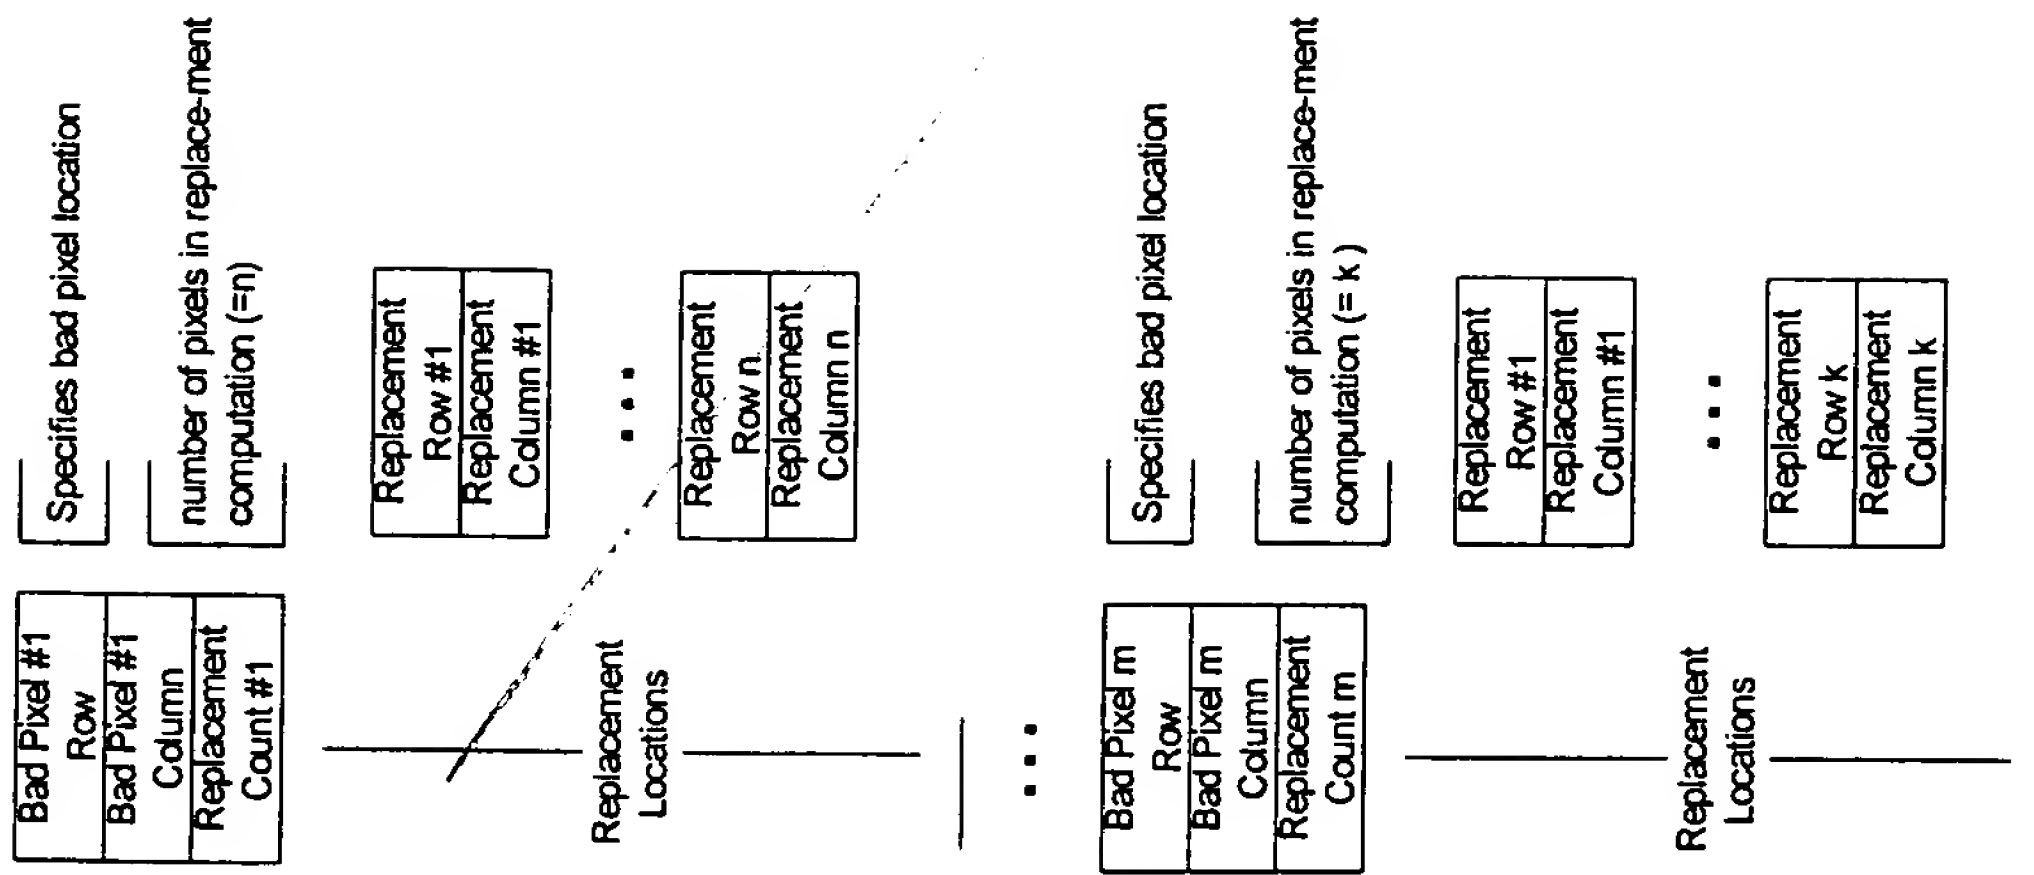 Bad Pixel #1
Row
Bad Pixel #1
Column
Replacement
Count #1
Specifies bad pixel location
number of pixels in replace-ment
computation (=n)
Replacement
Locations
Replacement
Row #1
Replacement
Column #1
Replacement
Row n
Replacement
Column n
Bad Pixel m
Row
Bad Pixel m
Column
Replacement
Count m
Specifies bad pixel location
number of pixels in replace-ment
computation (= k )
Replacement
Locations
Replacement
Row #1
Replacement
Column #1
Replacement
Row k
Replacement
Column k